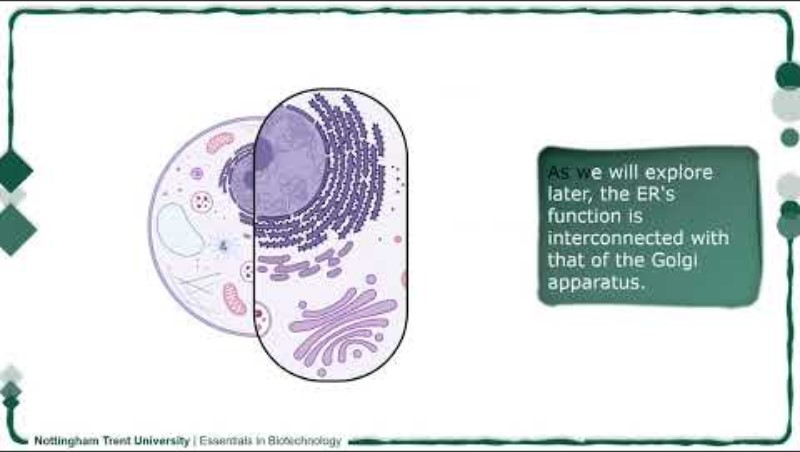 As we will explore
later, the ER's
function is
interconnected with
that of the Golgi
apparatus.
Nottingham Trent University | Essentials in Biotechnology